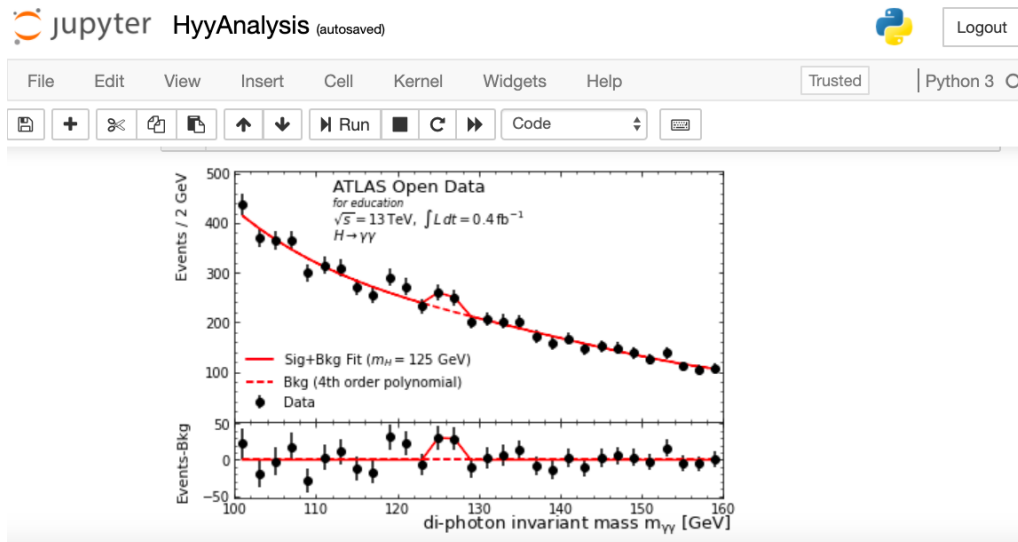 jupyter HyyAnalysis (autosaved) Logout
File Edit View Insert Cell Kernel Widgets Help Trusted Python 3
Run Code
ATLAS Open Data
for education
√s = 13 TeV, ∫L dt = 0.4 fb⁻¹
H → γγ
Events / 2 GeV
500
400
300
200
100
Sig+Bkg Fit (mH = 125 GeV)
Bkg (4th order polynomial)
Data
Events-Bkg
50
0
−50
100 110 120 130 140 150 160
di-photon invariant mass mγγ [GeV]